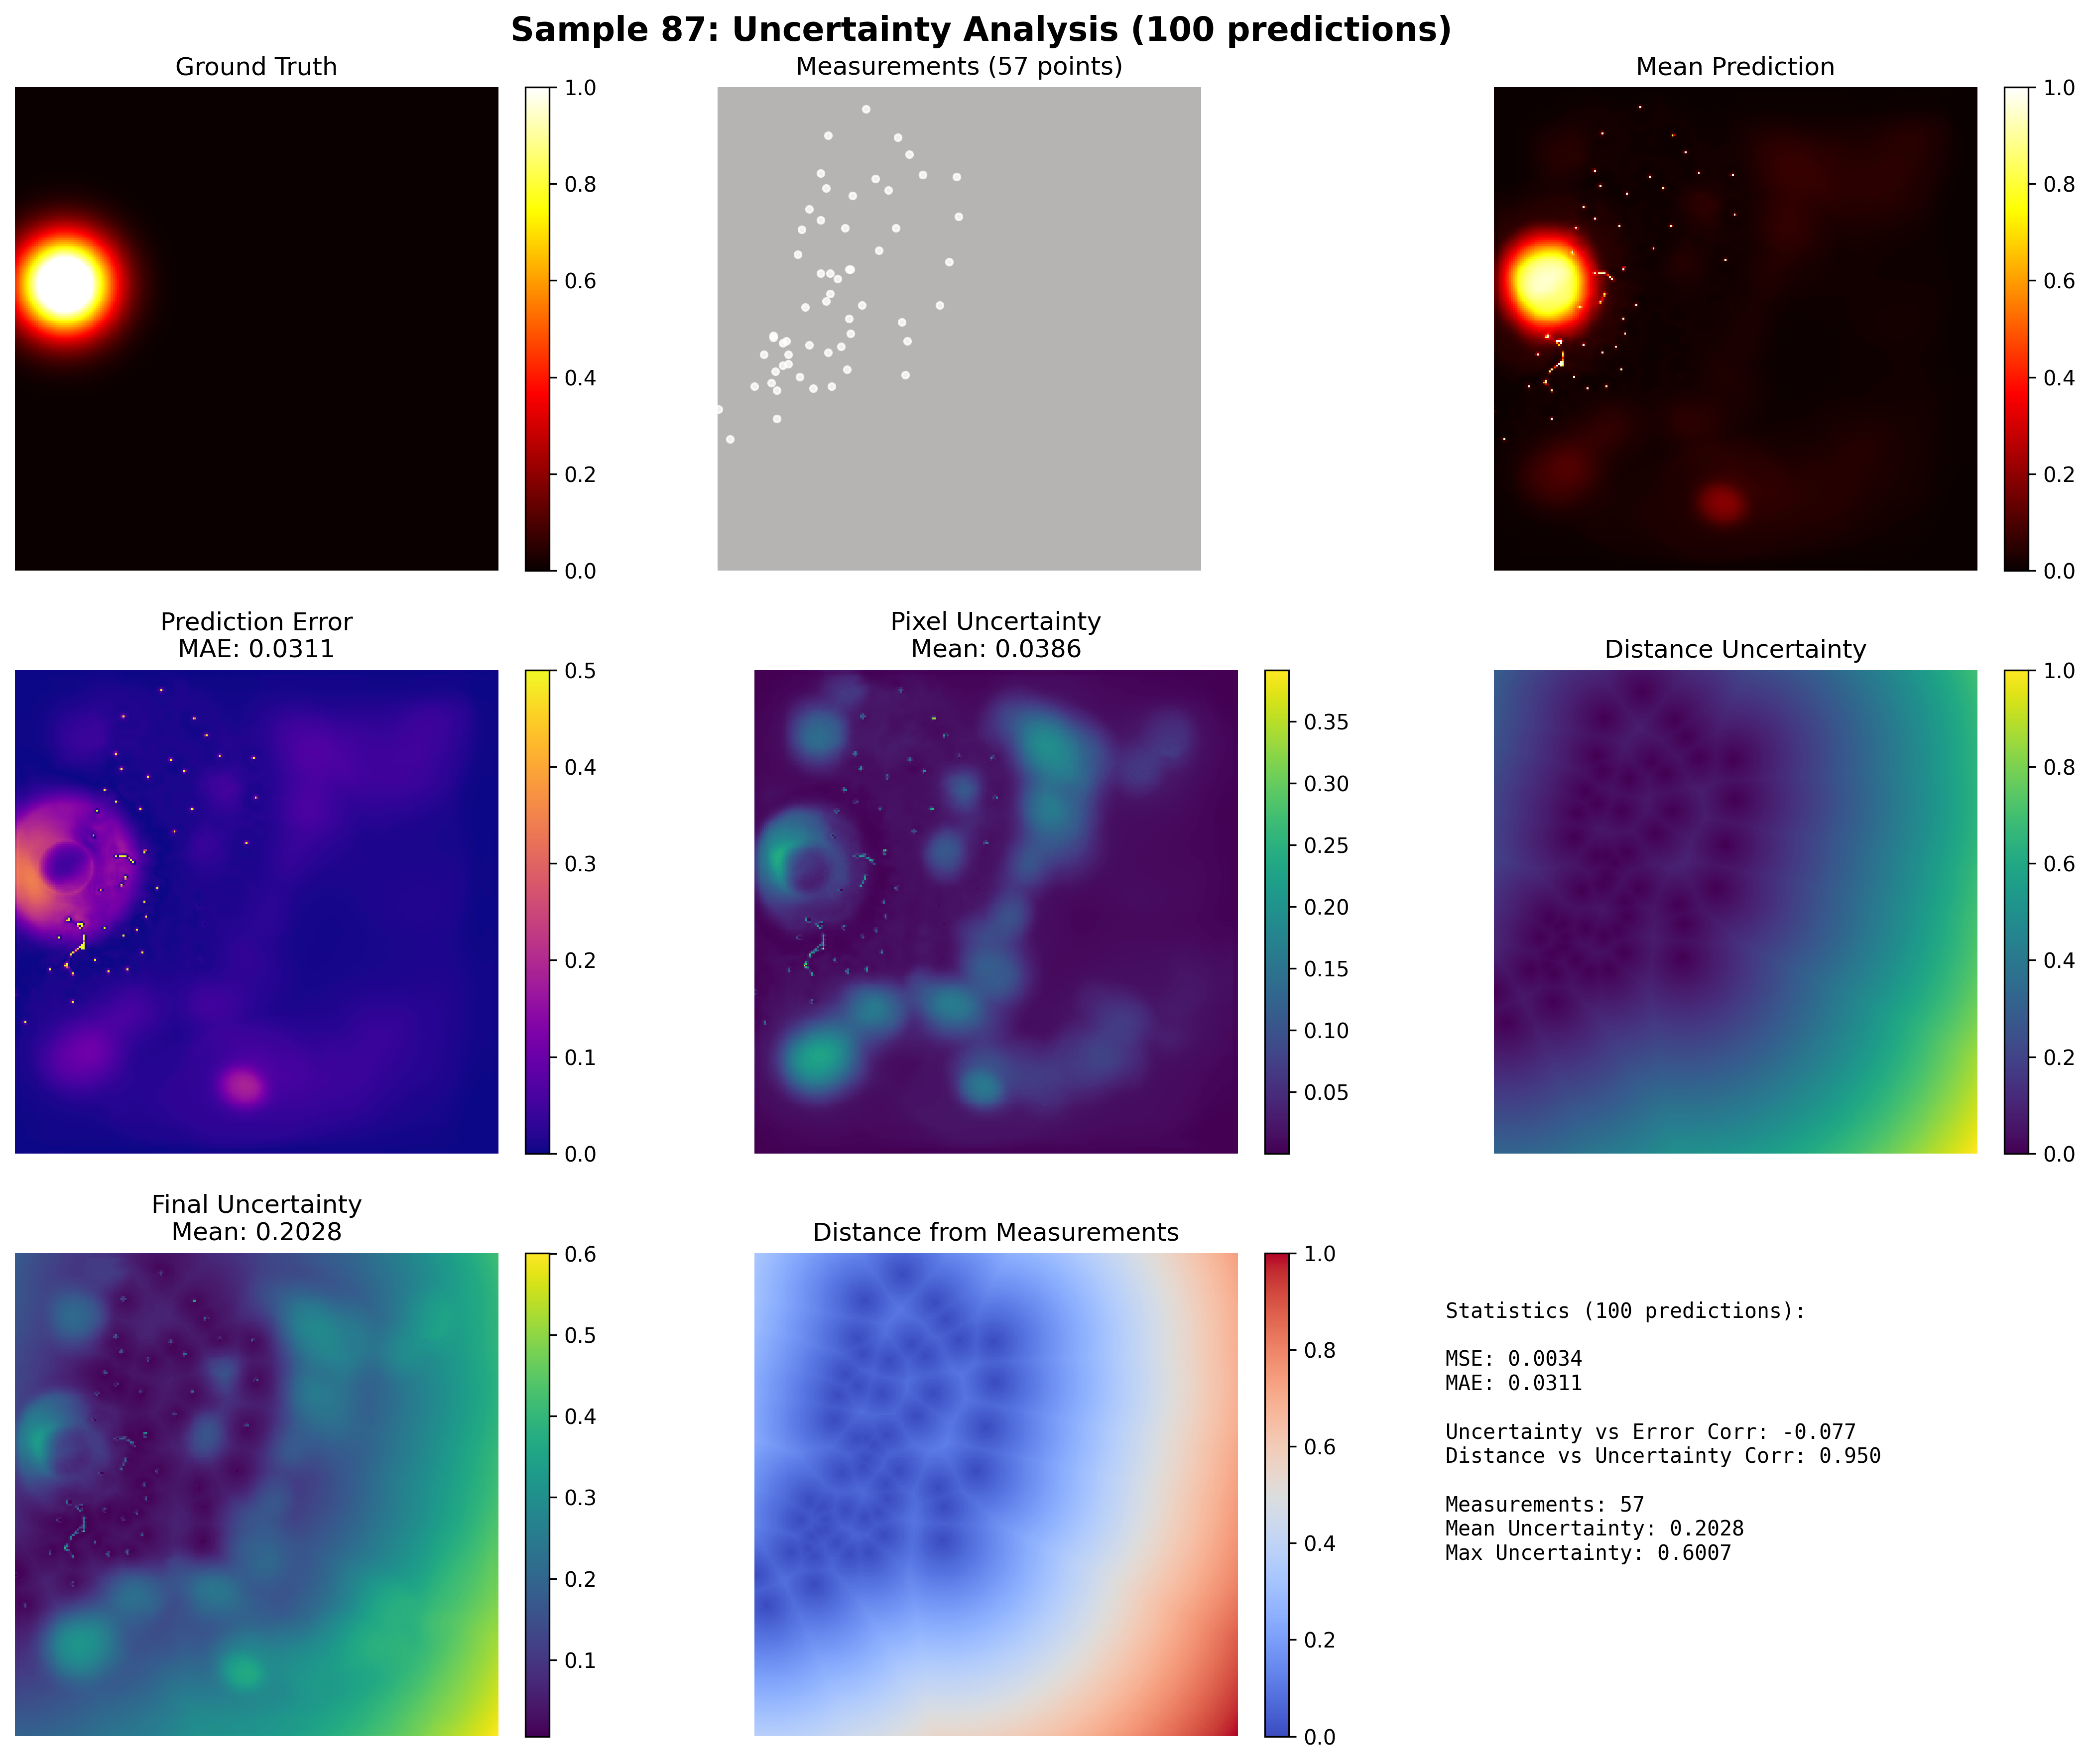 Sample 87: Uncertainty Analysis (100 predictions)
Ground Truth
1.0
0.8
0.6
0.4
0.2
0.0
Measurements (57 points)
Mean Prediction
1.0
0.8
0.6
0.4
0.2
0.0
Prediction Error
MAE: 0.0311
0.5
0.4
0.3
0.2
0.1
0.0
Pixel Uncertainty
Mean: 0.0386
0.35
0.30
0.25
0.20
0.15
0.10
0.05
Distance Uncertainty
1.0
0.8
0.6
0.4
0.2
0.0
Final Uncertainty
Mean: 0.2028
0.6
0.5
0.4
0.3
0.2
0.1
Distance from Measurements
1.0
0.8
0.6
0.4
0.2
0.0
Statistics (100 predictions):
MSE: 0.0034
MAE: 0.0311
Uncertainty vs Error Corr: -0.077
Distance vs Uncertainty Corr: 0.950
Measurements: 57
Mean Uncertainty: 0.2028
Max Uncertainty: 0.6007